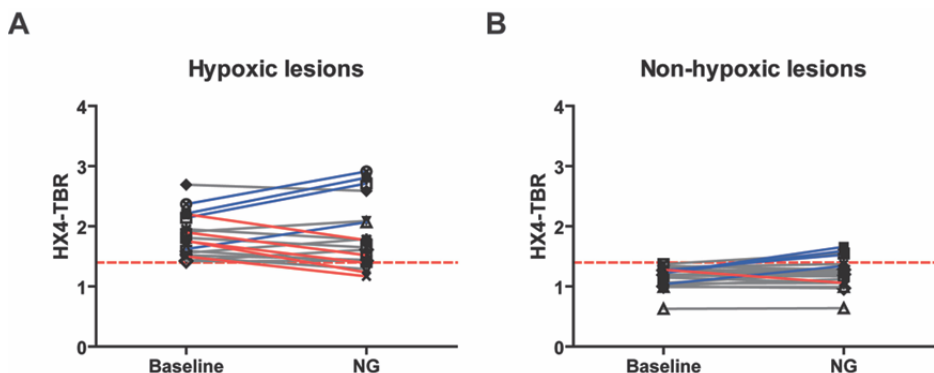 A
Hypoxic lesions
HX4-TBR
4
3
2
1
0
Baseline
NG
B
Non-hypoxic lesions
HX4-TBR
4
3
2
1
0
Baseline
NG